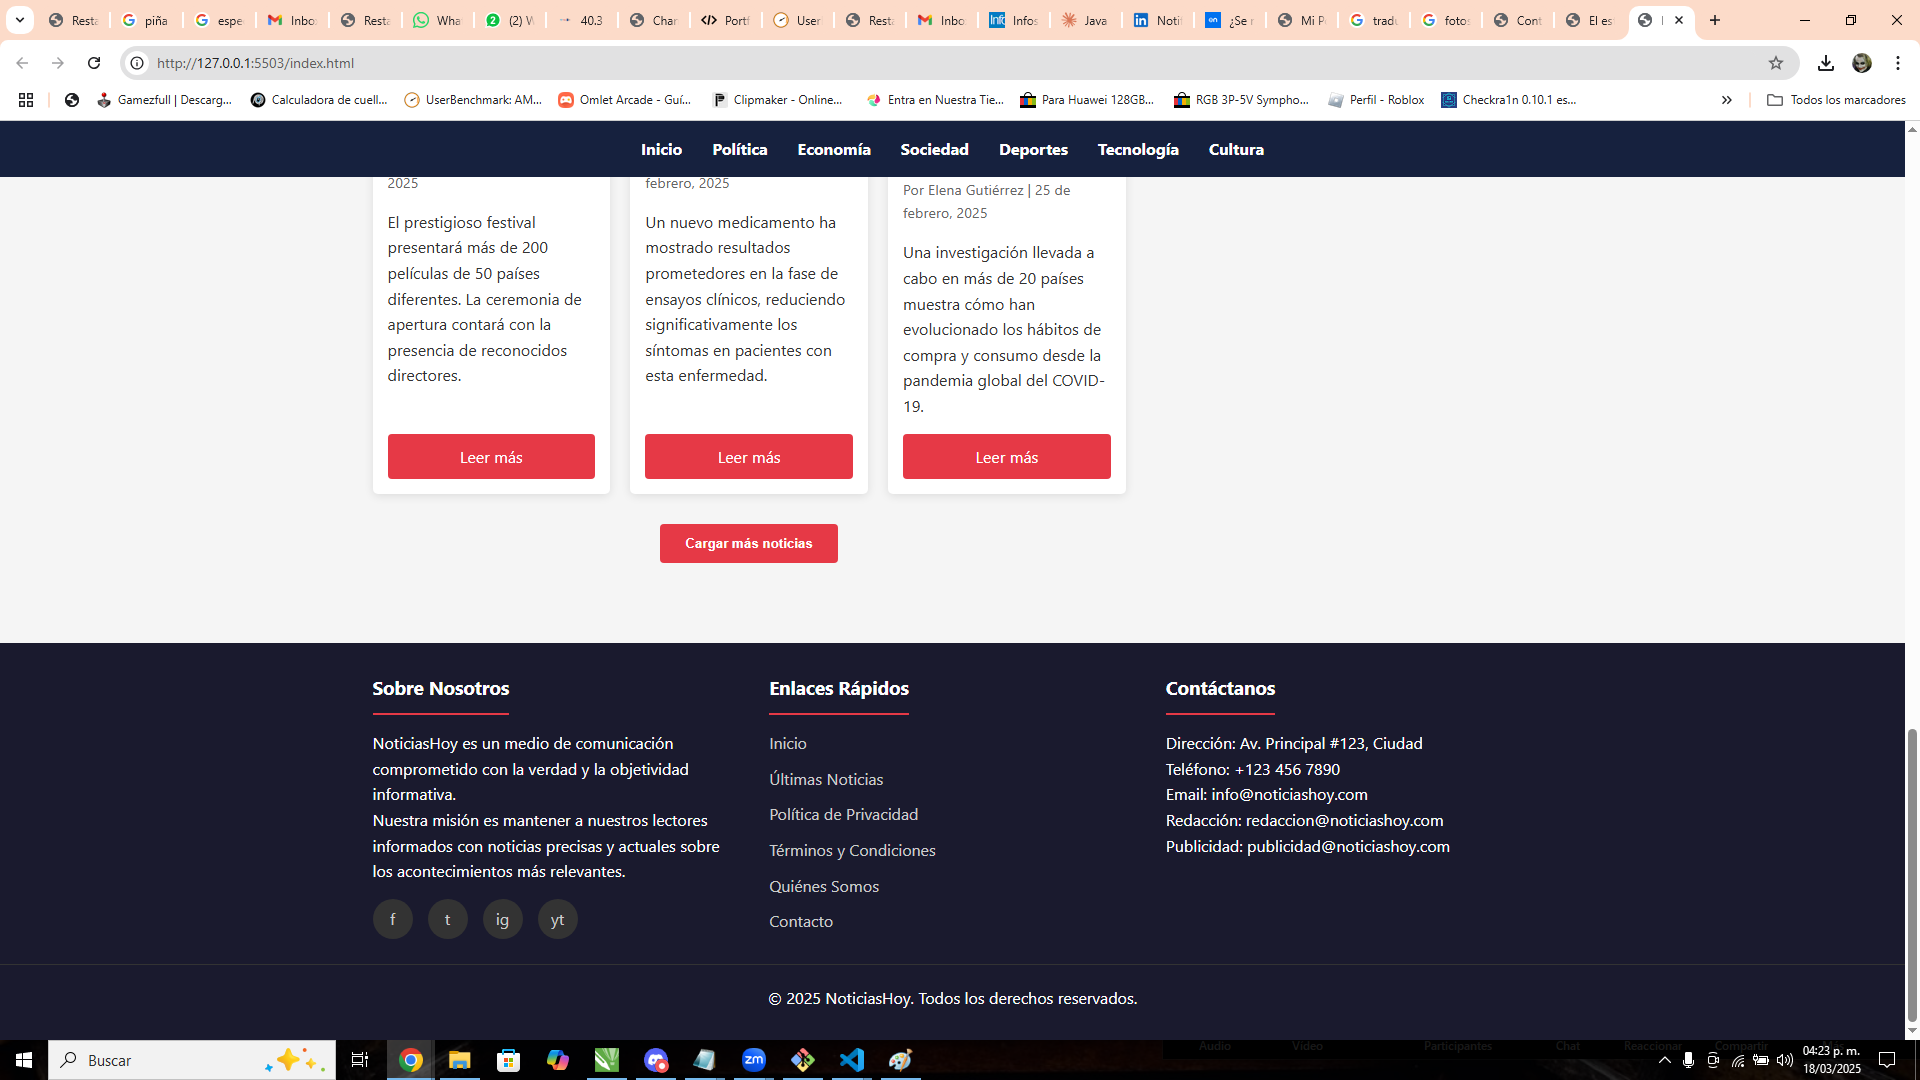 Resta
piña
espe
Inbo
Resta
Wha
(2) W
40.3
Chan
Portf
User
Resta
Inbo
Infos
Java
Notif
¿Se r
Mi P
tradu
fotos
Cont
El es
http://127.0.0.1:5503/index.html
Gamezfull | Descarg...
Calculadora de cuell...
UserBenchmark: AM...
Omlet Arcade - Guí...
Clipmaker - Online...
Entra en Nuestra Tie...
Para Huawei 128GB...
RGB 3P-5V Sympho...
Perfil - Roblox
Checkra1n 0.10.1 es...
Todos los marcadores
Inicio
Política
Economía
Sociedad
Deportes
Tecnología
Cultura
2025
El prestigioso festival
presentará más de 200
películas de 50 países
diferentes. La ceremonia de
apertura contará con la
presencia de reconocidos
directores.
Leer más
febrero, 2025
Un nuevo medicamento ha
mostrado resultados
prometedores en la fase de
ensayos clínicos, reduciendo
significativamente los
síntomas en pacientes con
esta enfermedad.
Leer más
Por Elena Gutiérrez | 25 de
febrero, 2025
Una investigación llevada a
cabo en más de 20 países
muestra cómo han
evolucionado los hábitos de
compra y consumo desde la
pandemia global del COVID-
19.
Leer más
Cargar más noticias
Sobre Nosotros
NoticiasHoy es un medio de comunicación
comprometido con la verdad y la objetividad
informativa.
Nuestra misión es mantener a nuestros lectores
informados con noticias precisas y actuales sobre
los acontecimientos más relevantes.
f
t
ig
yt
Enlaces Rápidos
Inicio
Últimas Noticias
Política de Privacidad
Términos y Condiciones
Quiénes Somos
Contacto
Contáctanos
Dirección: Av. Principal #123, Ciudad
Teléfono: +123 456 7890
Email: info@noticiashoy.com
Redacción: redaccion@noticiashoy.com
Publicidad: publicidad@noticiashoy.com
© 2025 NoticiasHoy. Todos los derechos reservados.
Buscar
zm
Audio
Vídeo
Participantes
Chat
Reaccionar
Compartir
04:23 p. m.
18/03/2025